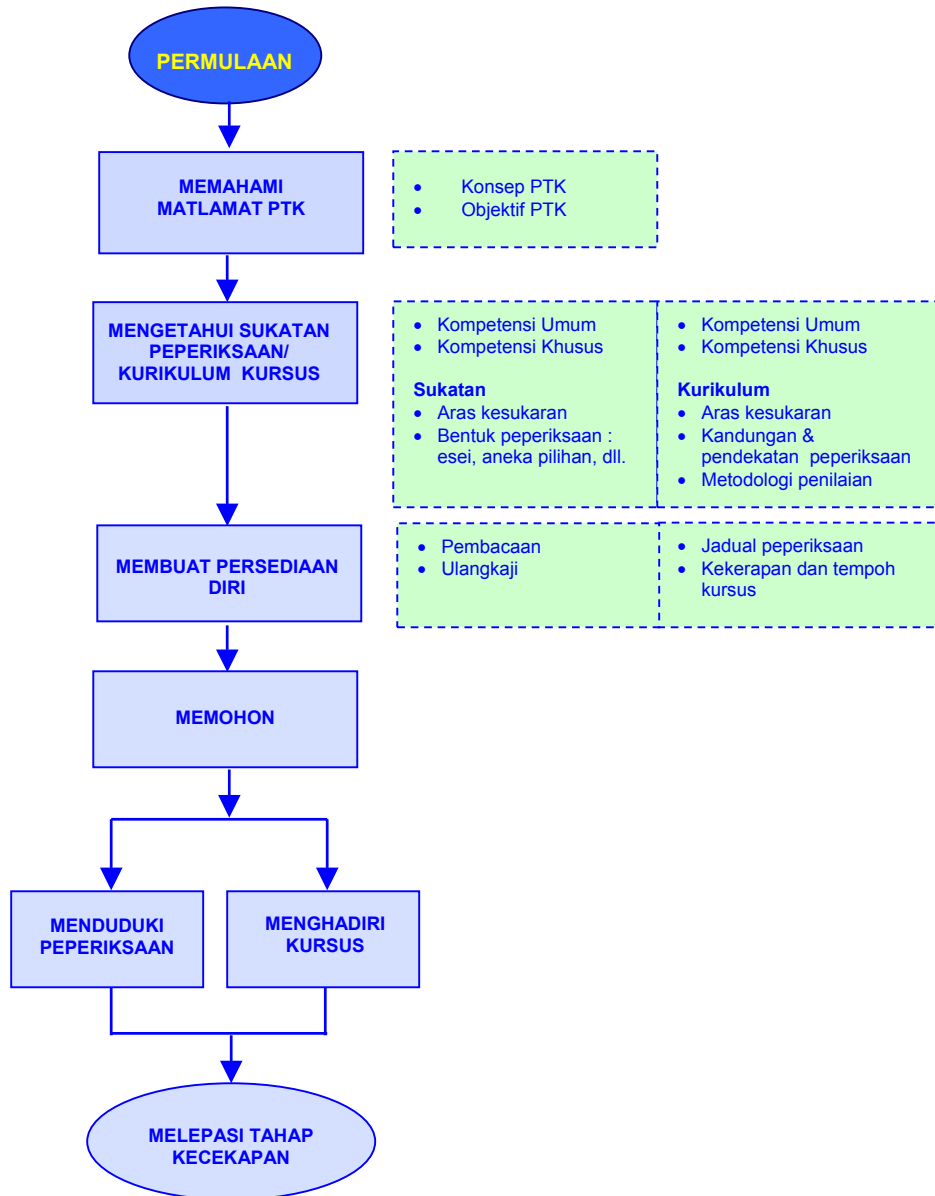 PERMULAAN
MEMAHAMI
MATLAMAT PTK
• Konsep PTK
• Objektif PTK
MENGETAHUI SUKATAN
PEPERIKSAAN/
KURIKULUM KURSUS
• Kompetensi Umum
• Kompetensi Khusus
Sukatan
• Aras kesukaran
• Bentuk peperiksaan :
esei, aneka pilihan, dll.
• Kompetensi Umum
• Kompetensi Khusus
Kurikulum
• Aras kesukaran
• Kandungan &
pendekatan peperiksaan
• Metodologi penilaian
MEMBUAT PERSEDIAAN
DIRI
• Pembacaan
• Ulangkaji
• Jadual peperiksaan
• Kekerapan dan tempoh
kursus
MEMOHON
MENDUDUKI
PEPERIKSAAN
MENGHADIRI
KURSUS
MELEPASI TAHAP
KECEKAPAN